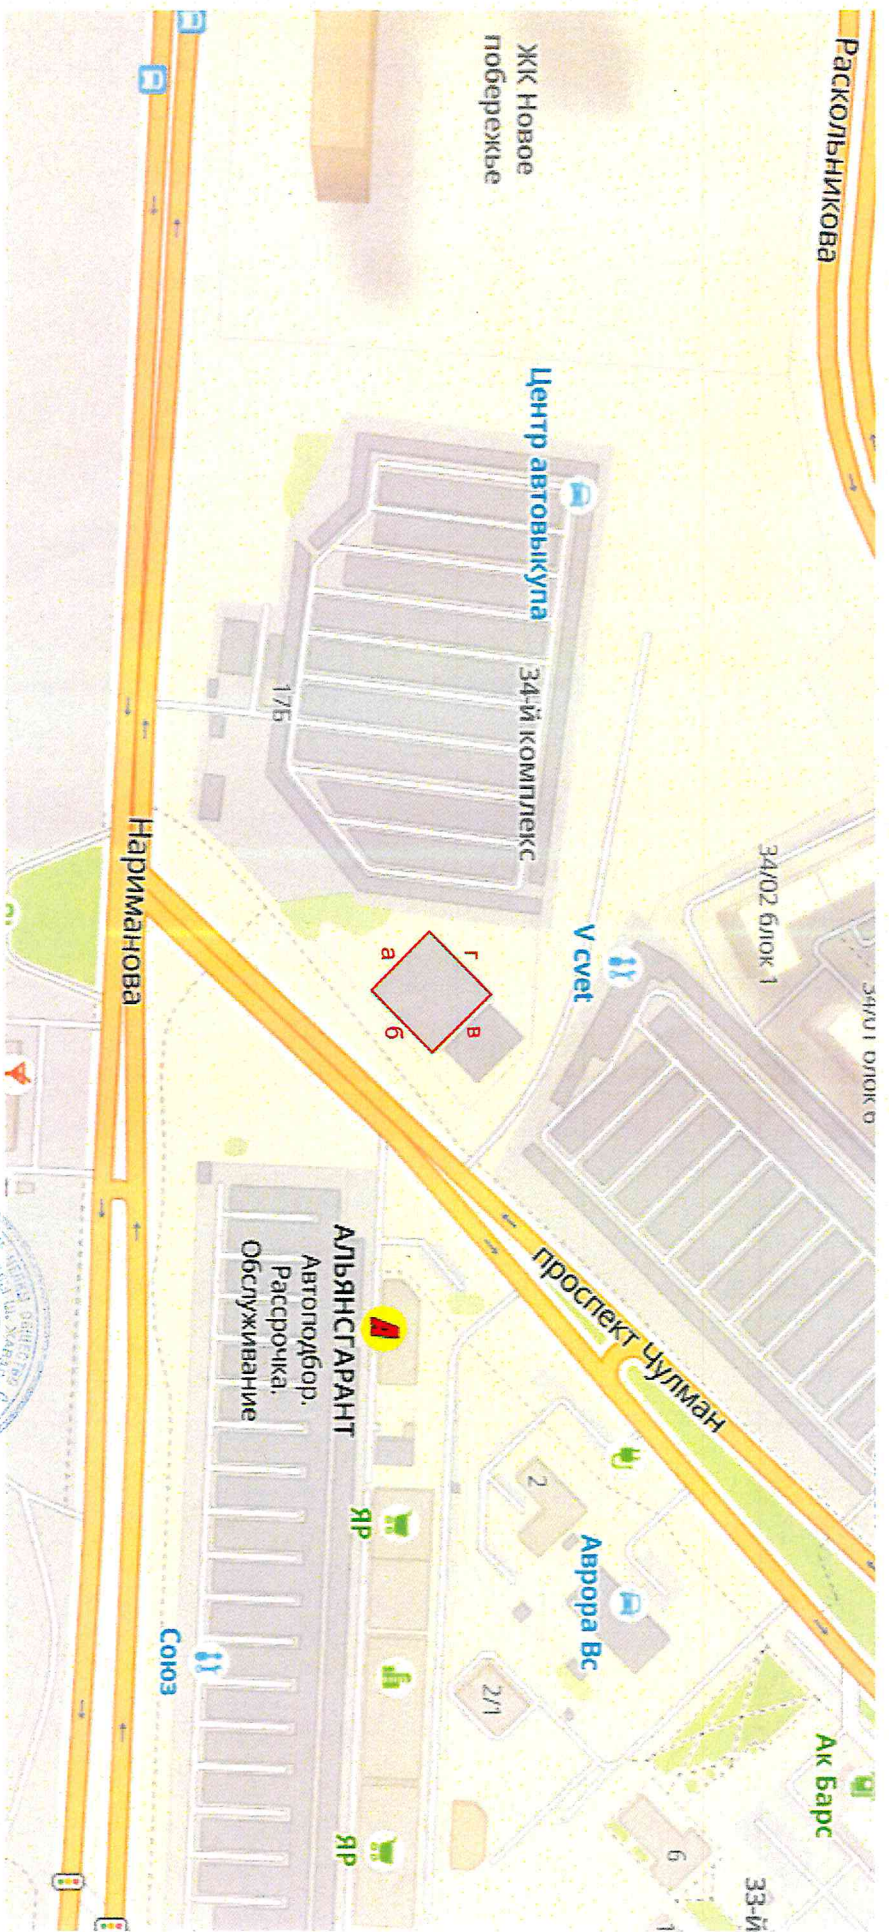 Раскольникова
ЖК Новое
побережье
Центр автовыкупа
34-й комплекс
17Б
34/02 блок 1
34/01 блок 6
V cvet
Нариманова
а
б
в
г
проспект Чулман
АЛЬЯНСГАРАНТ
Автоподбор.
Рассрочка.
Обслуживание
А
ЯР
2
Аврора Вс
2/1
Союз
Ак Барс
6
33-й
ЯР
1